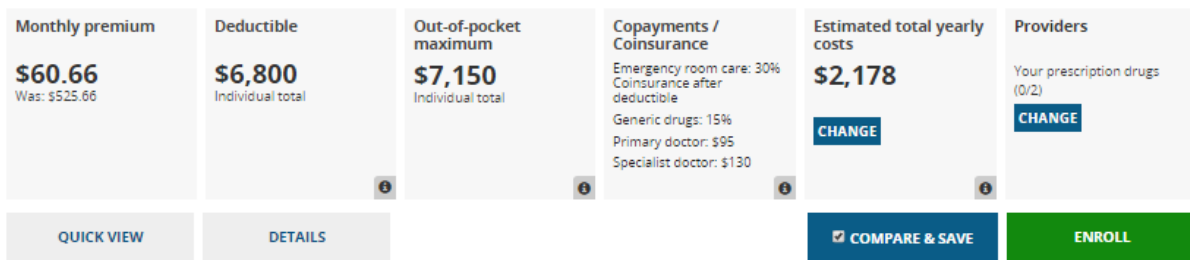 Monthly premium
$60.66
Was: $525.66
Deductible
$6,800
Individual total
Out-of-pocket
maximum
$7,150
Individual total
Copayments /
Coinsurance
Emergency room care: 30%
Coinsurance after
deductible
Generic drugs: 15%
Primary doctor: $95
Specialist doctor: $130
Estimated total yearly
costs
$2,178
CHANGE
Providers
Your prescription drugs
(0/2)
CHANGE
QUICK VIEW
DETAILS
COMPARE & SAVE
ENROLL